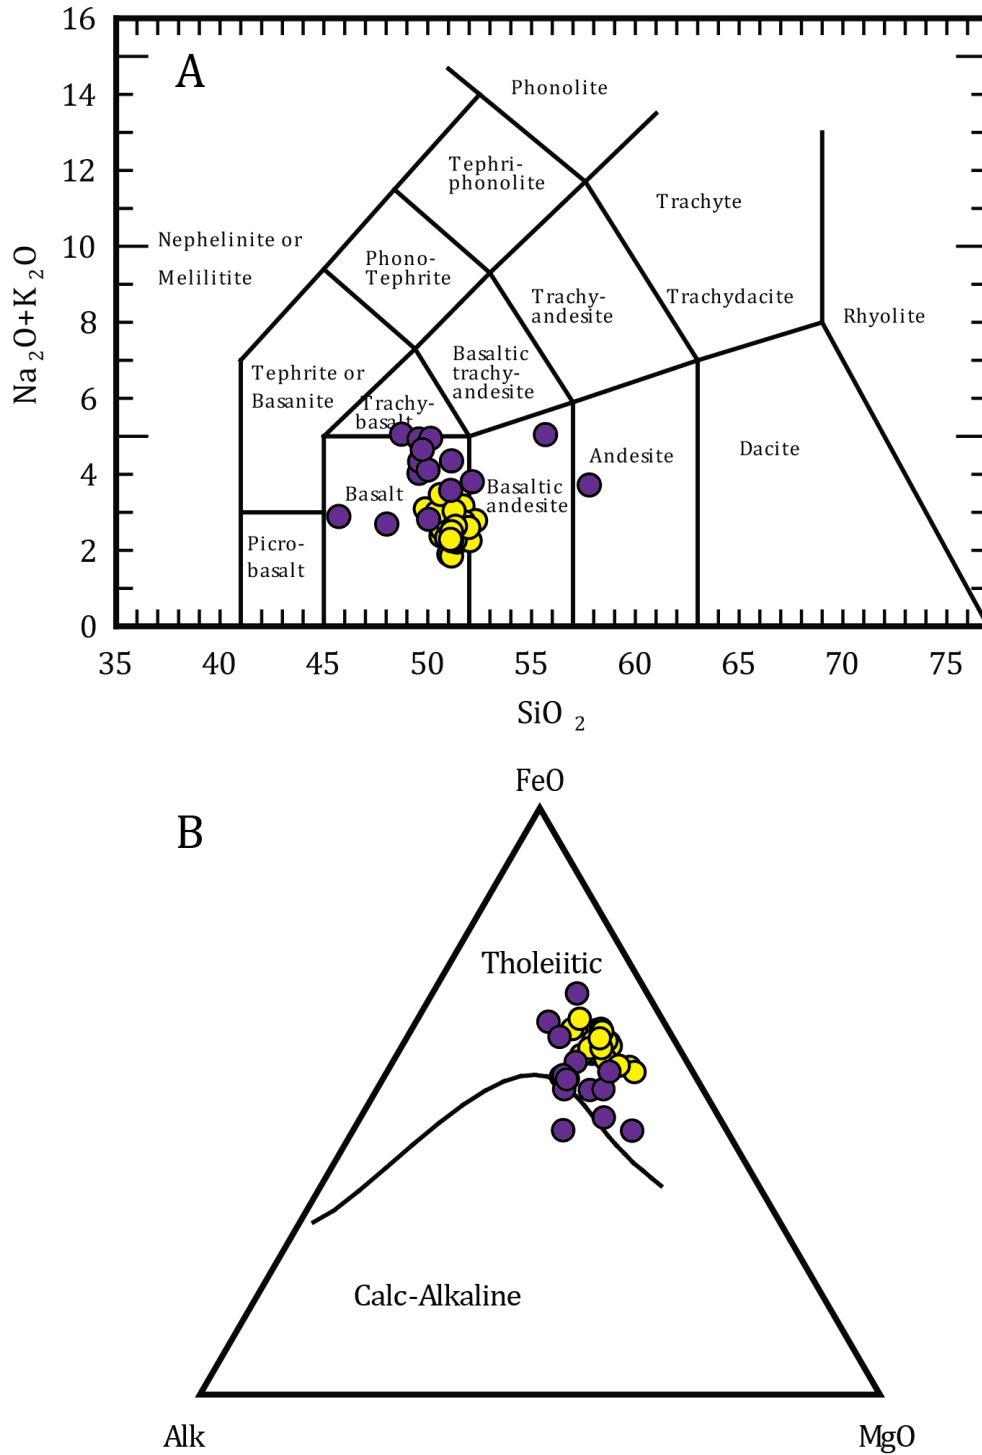 16
14
12
10
8
6
4
2
0
Na2O+K2O
A
Phonolite
Tephri-
phonolite
Trachyte
Nephelinite or
Melilitite
Phono-
Tephrite
Trachy-
andesite
Trachydacite
Rhyolite
Basaltic
trachy-
andesite
Tephrite or
Basanite
Trachy-
basalt
Andesite
Dacite
Basalt
Basaltic
andesite
Picro-
basalt
35 40 45 50 55 60 65 70 75
SiO 2
FeO
B
Tholeiitic
Calc-Alkaline
Alk
MgO